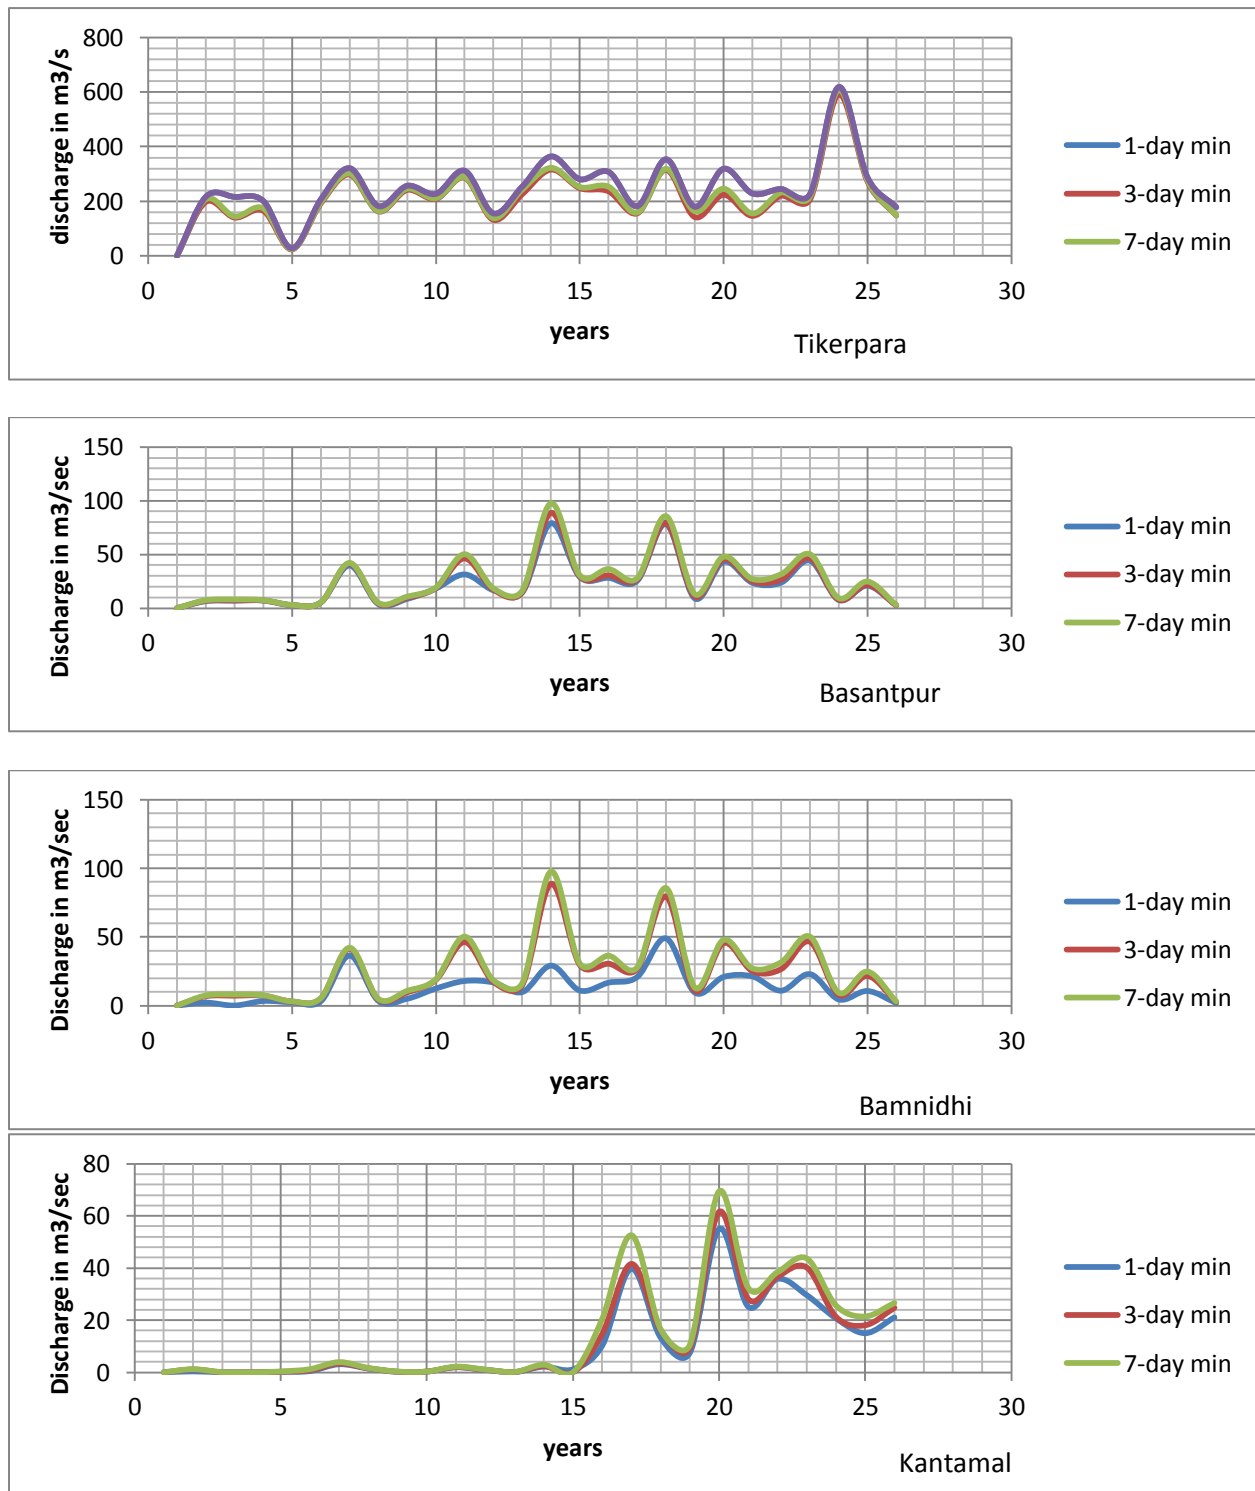 discharge in m3/s
800
600
400
200
0
0 5 10 15 20 25 30
years
Tikerpara
1-day min
3-day min
7-day min
Discharge in m3/sec
150
100
50
0
0 5 10 15 20 25 30
years
Basantpur
1-day min
3-day min
7-day min
Discharge in m3/sec
150
100
50
0
0 5 10 15 20 25 30
years
Bamnidhi
1-day min
3-day min
7-day min
Discharge in m3/sec
80
60
40
20
0
0 5 10 15 20 25 30
years
Kantamal
1-day min
3-day min
7-day min